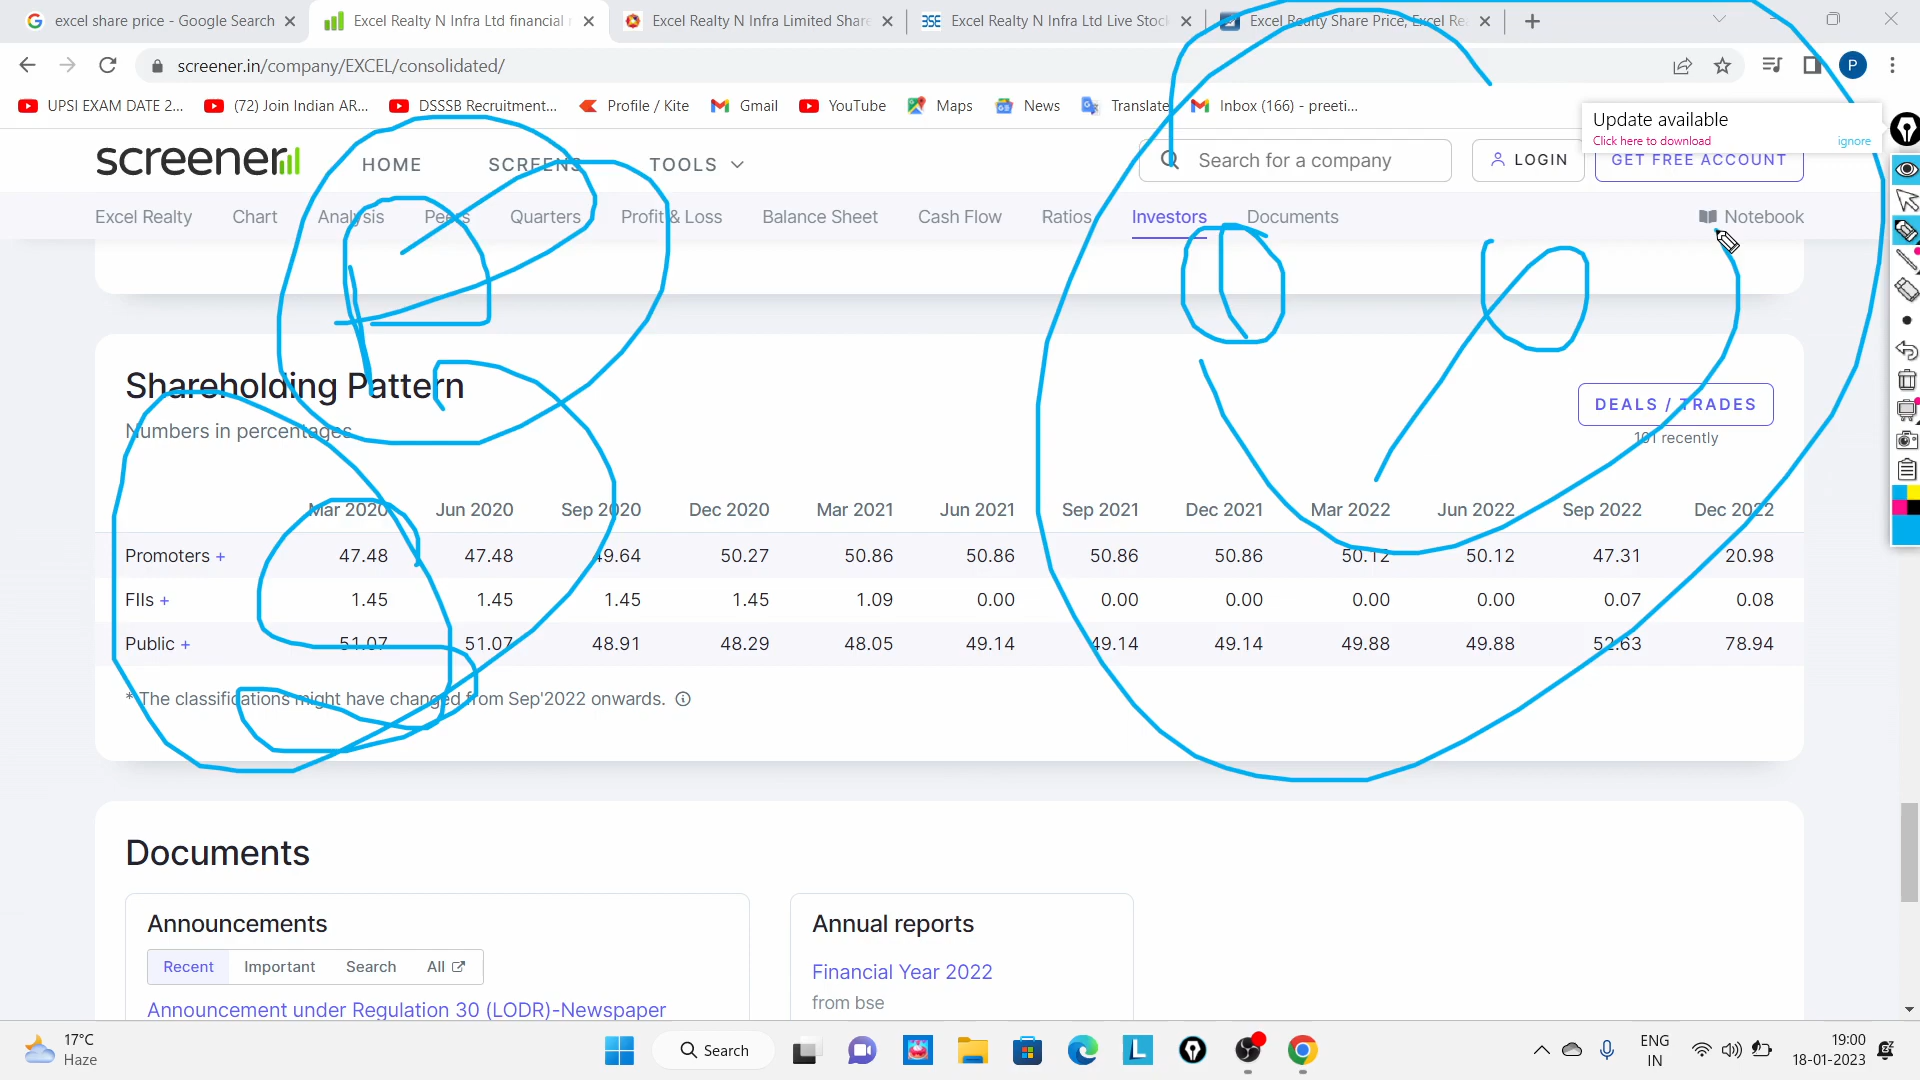 excel share price - Google Search
Excel Realty N Infra Ltd financial
Excel Realty N Infra Limited Share
BSE Excel Realty N Infra Ltd Live Stock
Excel Realty Share Price, Excel Re
screener.in/company/EXCEL/consolidated/
P
UPSI EXAM DATE 2... (72) Join Indian AR... DSSSB Recruitment... Profile / Kite Gmail YouTube Maps News Translate Inbox (166) - preeti...
Update available
Click here to download ignore
screener HOME SCREENS TOOLS Search for a company LOGIN GET FREE ACCOUNT
Excel Realty Chart Analysis Peers Quarters Profit & Loss Balance Sheet Cash Flow Ratios Investors Documents Notebook
Shareholding Pattern
Numbers in percentages
DEALS / TRADES
101 recently
Mar 2020 Jun 2020 Sep 2020 Dec 2020 Mar 2021 Jun 2021 Sep 2021 Dec 2021 Mar 2022 Jun 2022 Sep 2022 Dec 2022
Promoters + 47.48 47.48 49.64 50.27 50.86 50.86 50.86 50.86 50.12 50.12 47.31 20.98
FIIs + 1.45 1.45 1.45 1.45 1.09 0.00 0.00 0.00 0.00 0.00 0.07 0.08
Public + 51.07 51.07 48.91 48.29 48.05 49.14 49.14 49.14 49.88 49.88 52.63 78.94
* The classifications might have changed from Sep'2022 onwards.
Documents
Announcements
Recent Important Search All
Announcement under Regulation 30 (LODR)-Newspaper
Annual reports
Financial Year 2022
from bse
17°C
Haze
Search
L
ENG
IN
19:00
18-01-2023